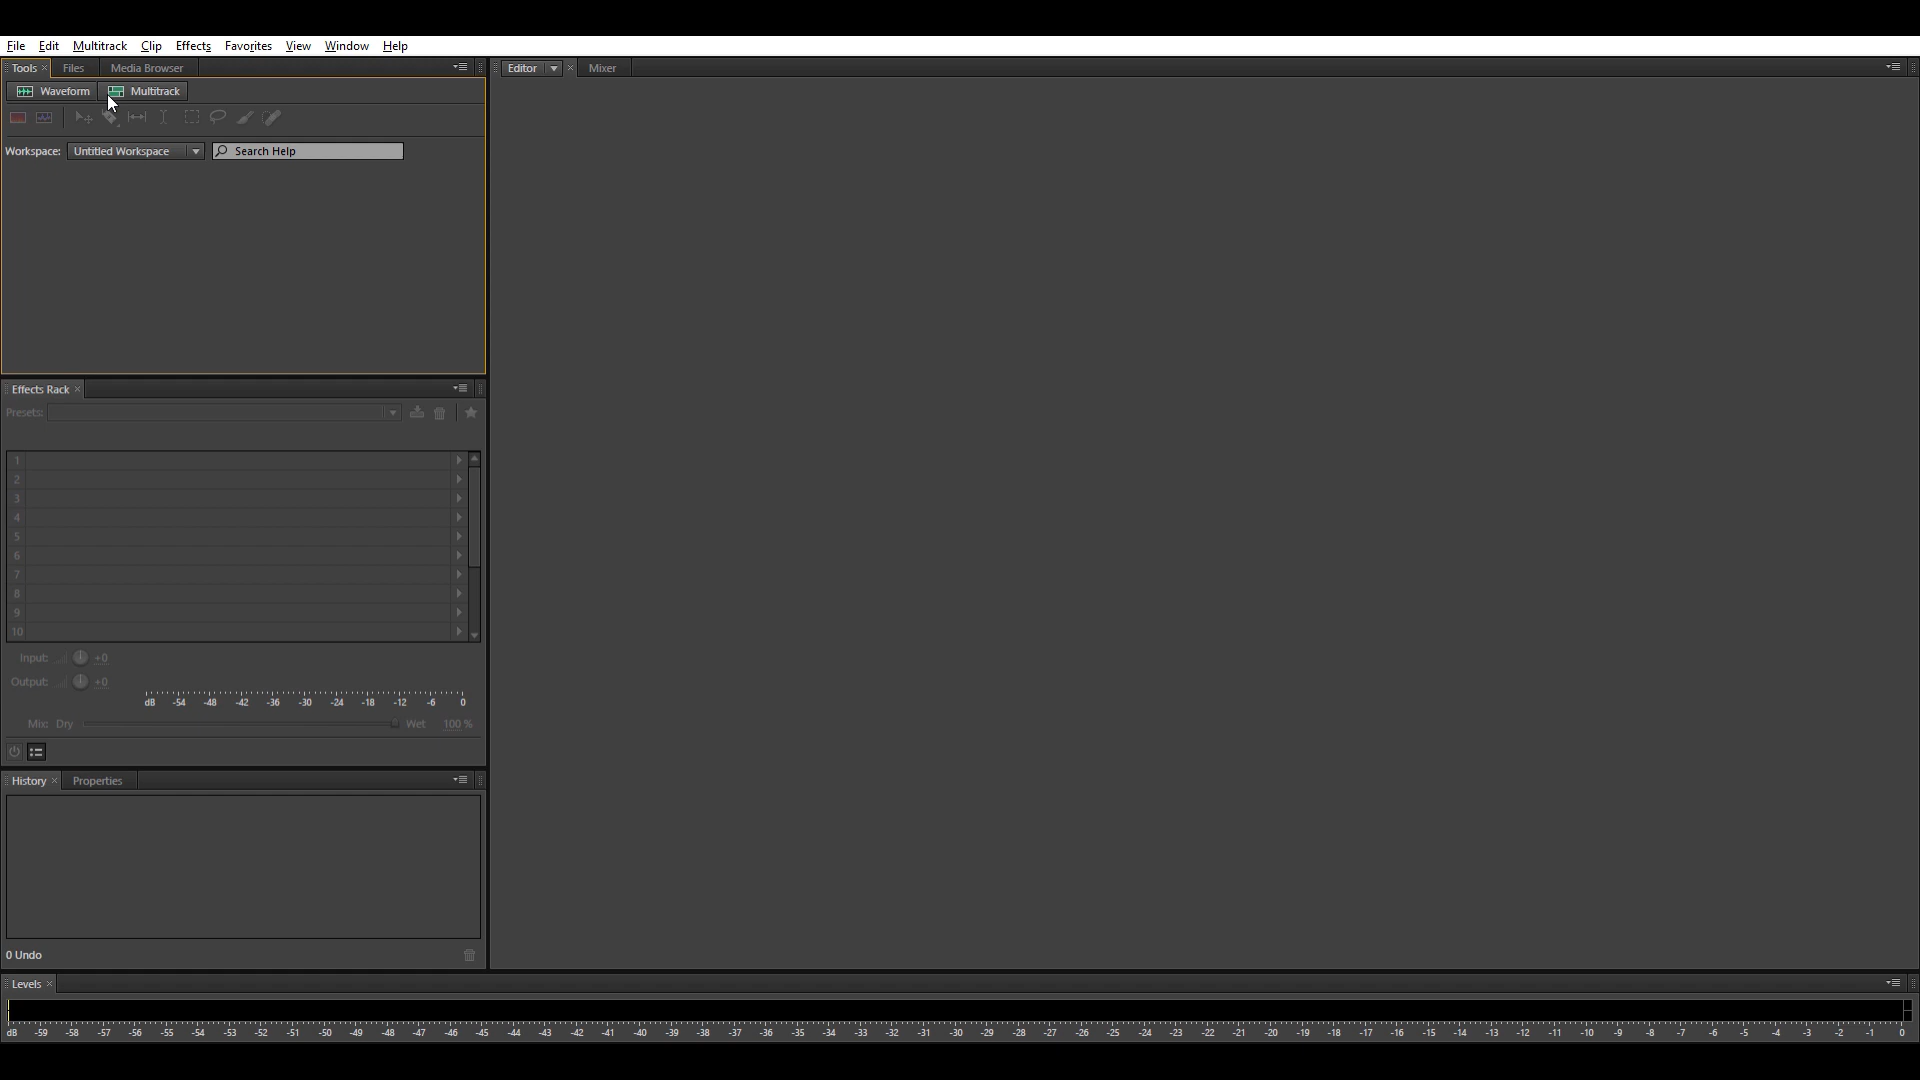 File Edit Multitrack Clip Effects Favorites View Window Help
Tools Files Media Browser
Editor Mixer
Waveform Multitrack
Workspace: Untitled Workspace Search Help
Effects Rack
Presets:
1
2
3
4
5
6
7
8
9
10
Input: +0
Output: +0
dB -54 -48 -42 -36 -30 -24 -18 -12 -6 0
Mix: Dry Wet 100 %
History Properties
0 Undo
Levels
dB -59 -58 -57 -56 -55 -54 -53 -52 -51 -50 -49 -48 -47 -46 -45 -44 -43 -42 -41 -40 -39 -38 -37 -36 -35 -34 -33 -32 -31 -30 -29 -28 -27 -26 -25 -24 -23 -22 -21 -20 -19 -18 -17 -16 -15 -14 -13 -12 -11 -10 -9 -8 -7 -6 -5 -4 -3 -2 -1 0